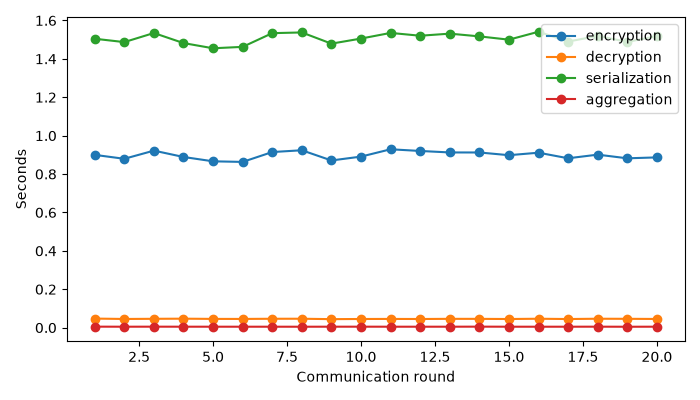 encryption
decryption
serialization
aggregation
Seconds
1.6
1.4
1.2
1.0
0.8
0.6
0.4
0.2
0.0
2.5 5.0 7.5 10.0 12.5 15.0 17.5 20.0
Communication round